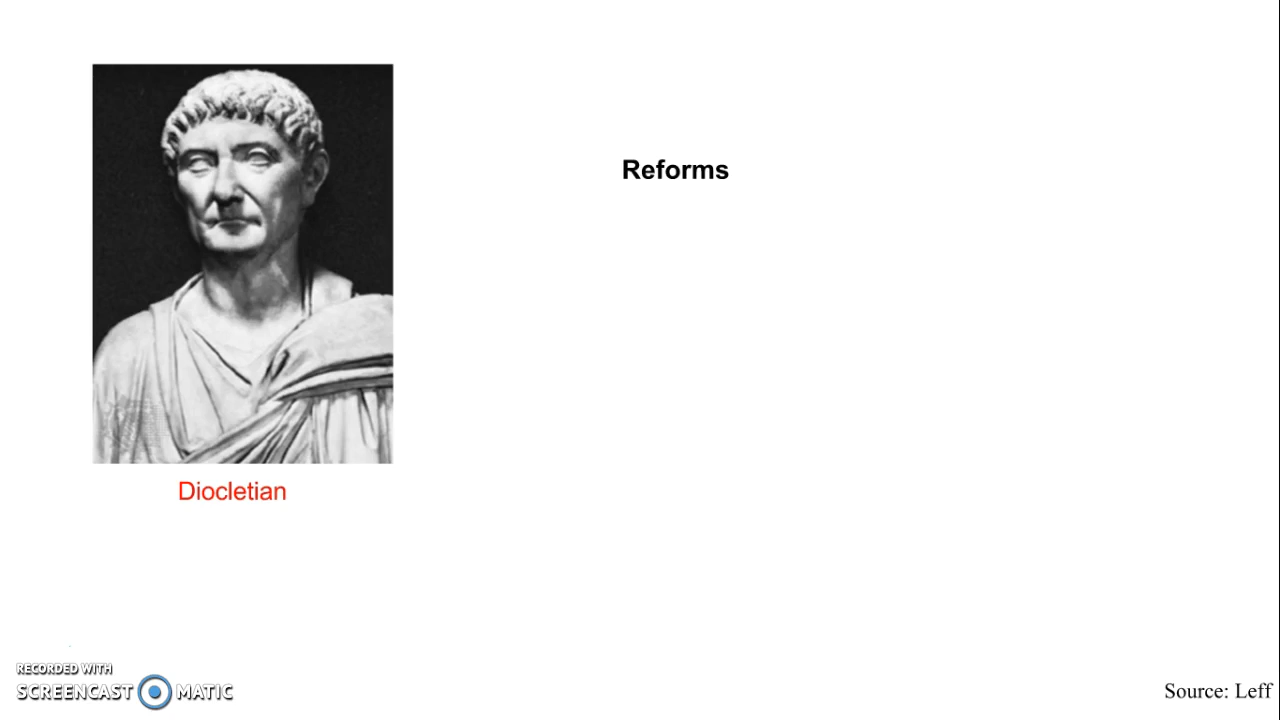 Reforms
Diocletian
RECORDED WITH
SCREENCAST MATIC
Source: Leff